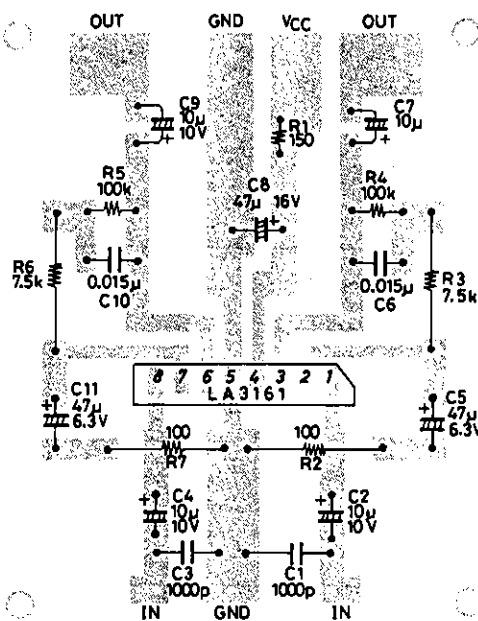 OUT GND VCC OUT
C9
10µ
10V
C7
10µ
R1
150
R5
100k
C8
47µ 16V
R4
100k
R6
7.5k
0.015µ
C10
0.015µ
C6
R3
7.5k
8 7 6 5 4 3 2 1
LA3161
C11
47µ
6.3V
C5
47µ
6.3V
100
R7
100
R2
C4
10µ
10V
C2
10µ
10V
C3
1000p
C1
1000p
IN GND IN